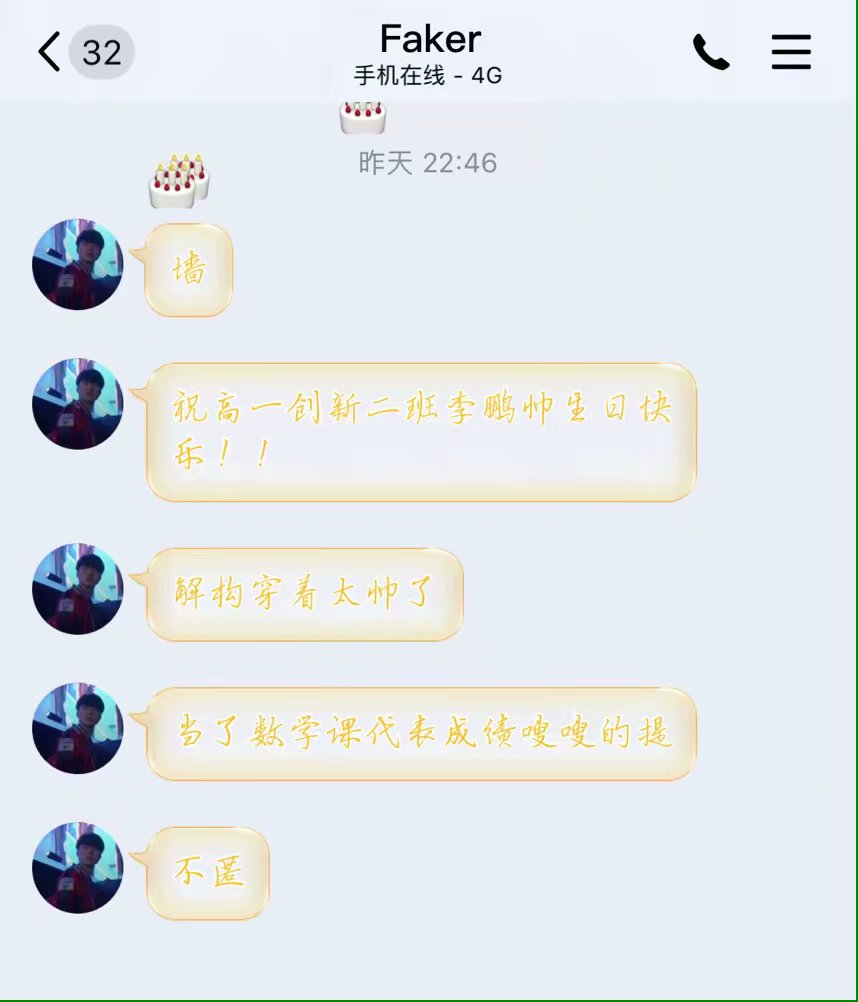 32
Faker
手机在线 - 4G
昨天 22:46
墙
祝高一创新二班李鹏帅生日快
乐！！
解构穿着太帅了
当了数学课代表成绩嗖嗖的提
不匿